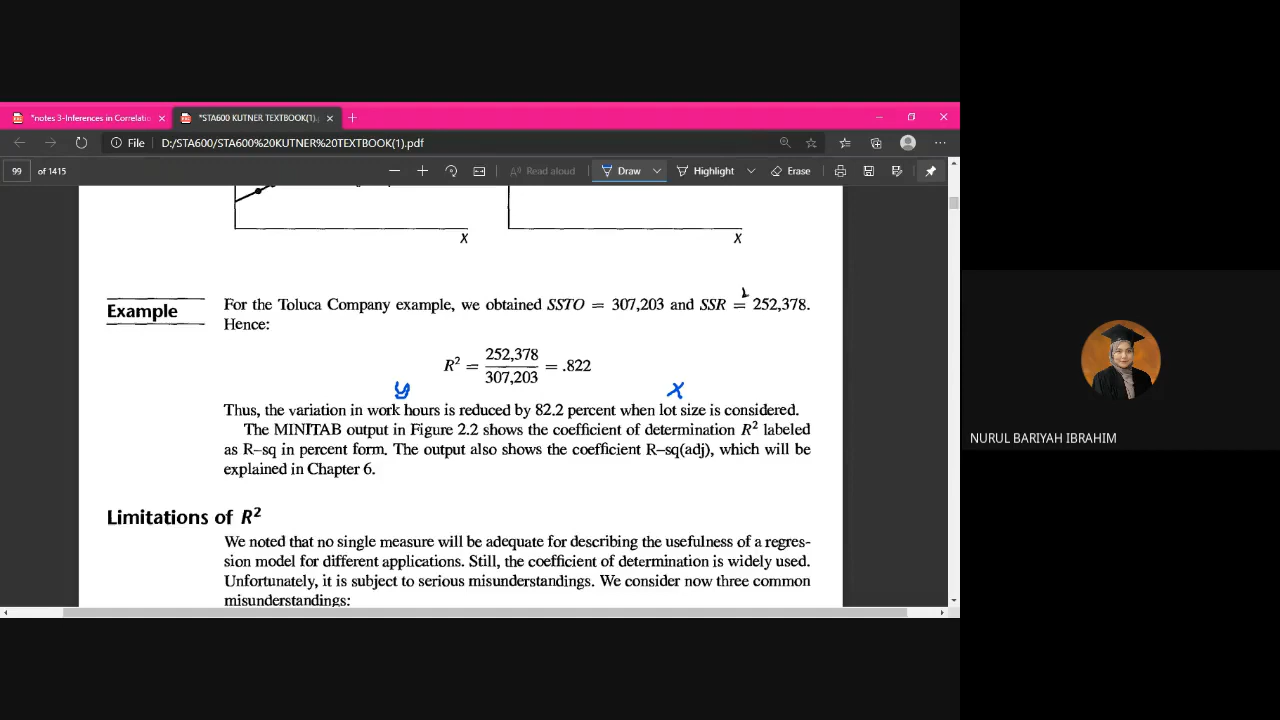 *notes 3-Inferences in Correlatio
*STA600 KUTNER TEXTBOOK(1).
File D:/STA600/STA600%20KUTNER%20TEXTBOOK(1).pdf
99 of 1415 Read aloud Draw Highlight Erase
X X
Example For the Toluca Company example, we obtained SSTO = 307,203 and SSR = 252,378.
Hence:
R² = 252,378 / 307,203 = .822
y x
Thus, the variation in work hours is reduced by 82.2 percent when lot size is considered.
The MINITAB output in Figure 2.2 shows the coefficient of determination R² labeled
as R–sq in percent form. The output also shows the coefficient R–sq(adj), which will be
explained in Chapter 6.
Limitations of R²
We noted that no single measure will be adequate for describing the usefulness of a regres-
sion model for different applications. Still, the coefficient of determination is widely used.
Unfortunately, it is subject to serious misunderstandings. We consider now three common
misunderstandings:
NURUL BARIYAH IBRAHIM